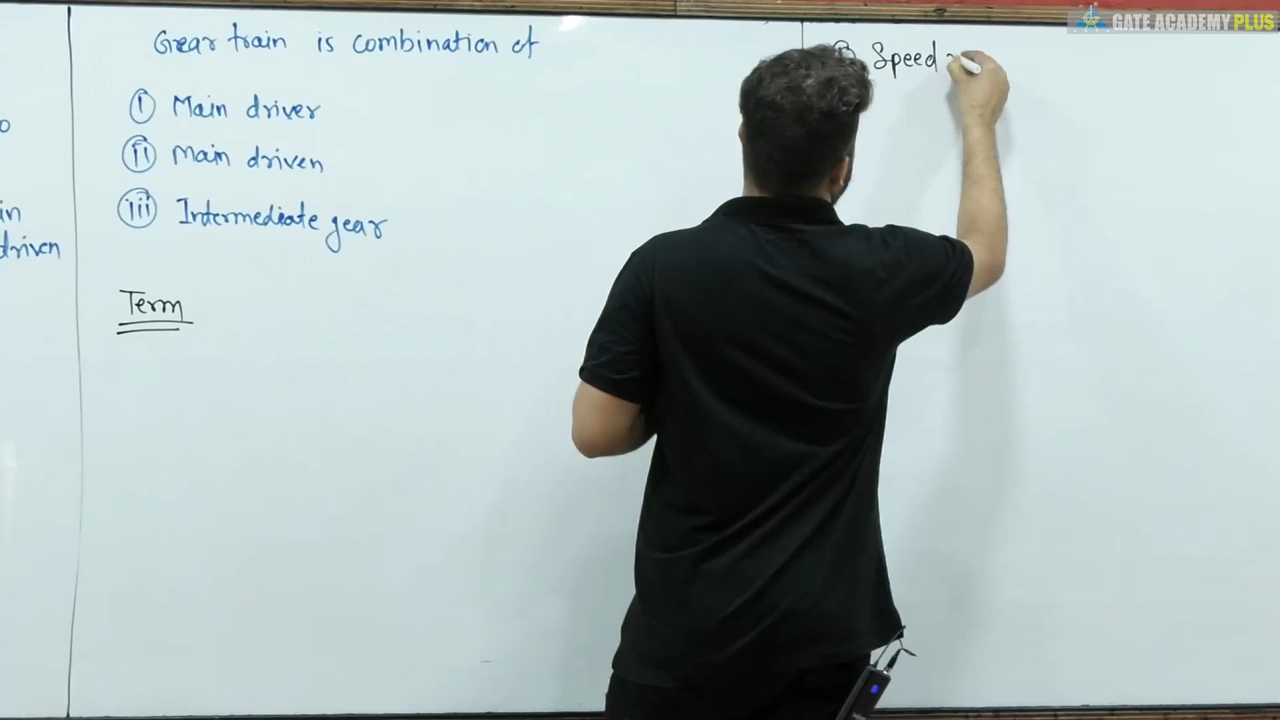 GATE ACADEMY PLUS
o
in
driven
Gear train is combination of
i Main driver
ii Main driven
iii Intermediate gear
Term
Speed